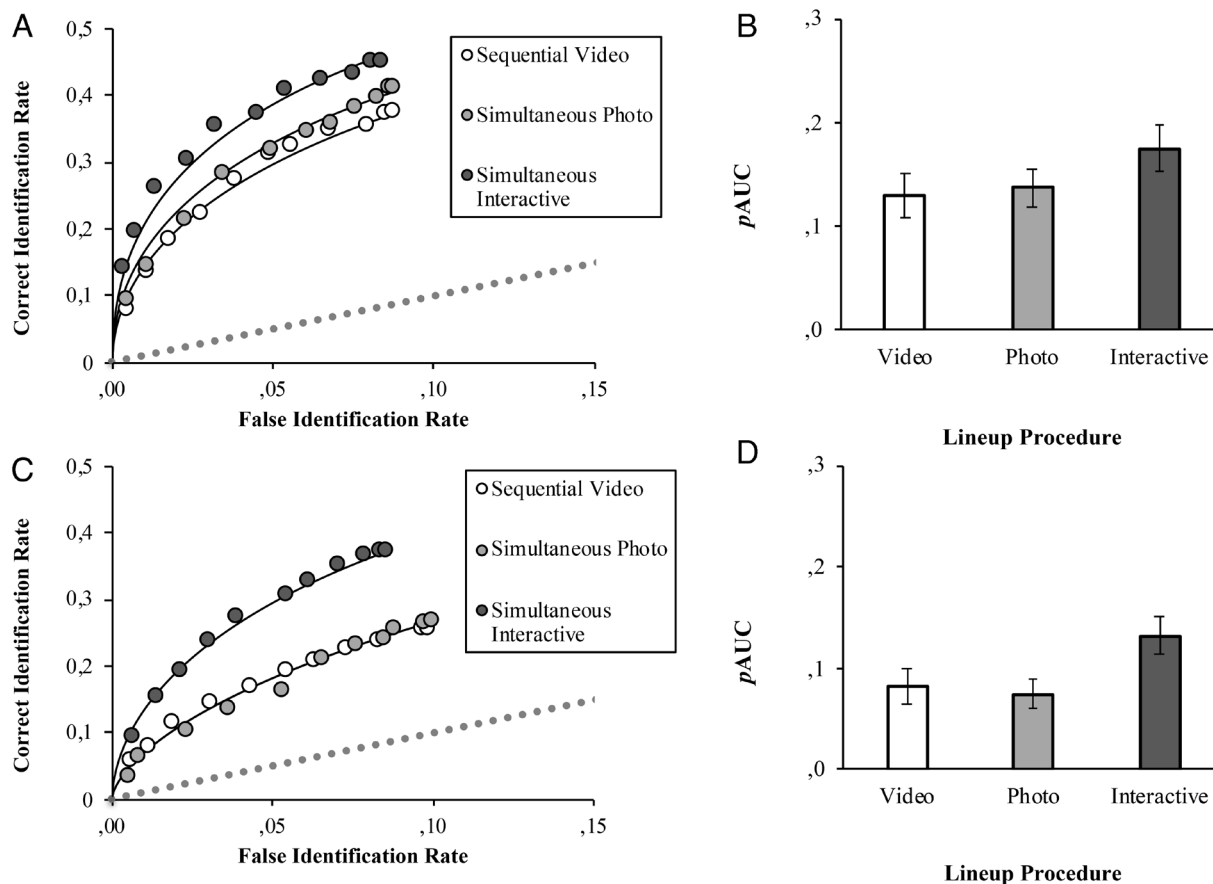 A
Correct Identification Rate
0,5
0,4
0,3
0,2
0,1
0
,00
,05
,10
,15
False Identification Rate
Sequential Video
Simultaneous Photo
Simultaneous
Interactive
B
pAUC
,3
,2
,1
,0
Video
Photo
Interactive
Lineup Procedure
C
Correct Identification Rate
0,5
0,4
0,3
0,2
0,1
0
,00
,05
,10
,15
False Identification Rate
Sequential Video
Simultaneous Photo
Simultaneous
Interactive
D
pAUC
,3
,2
,1
,0
Video
Photo
Interactive
Lineup Procedure